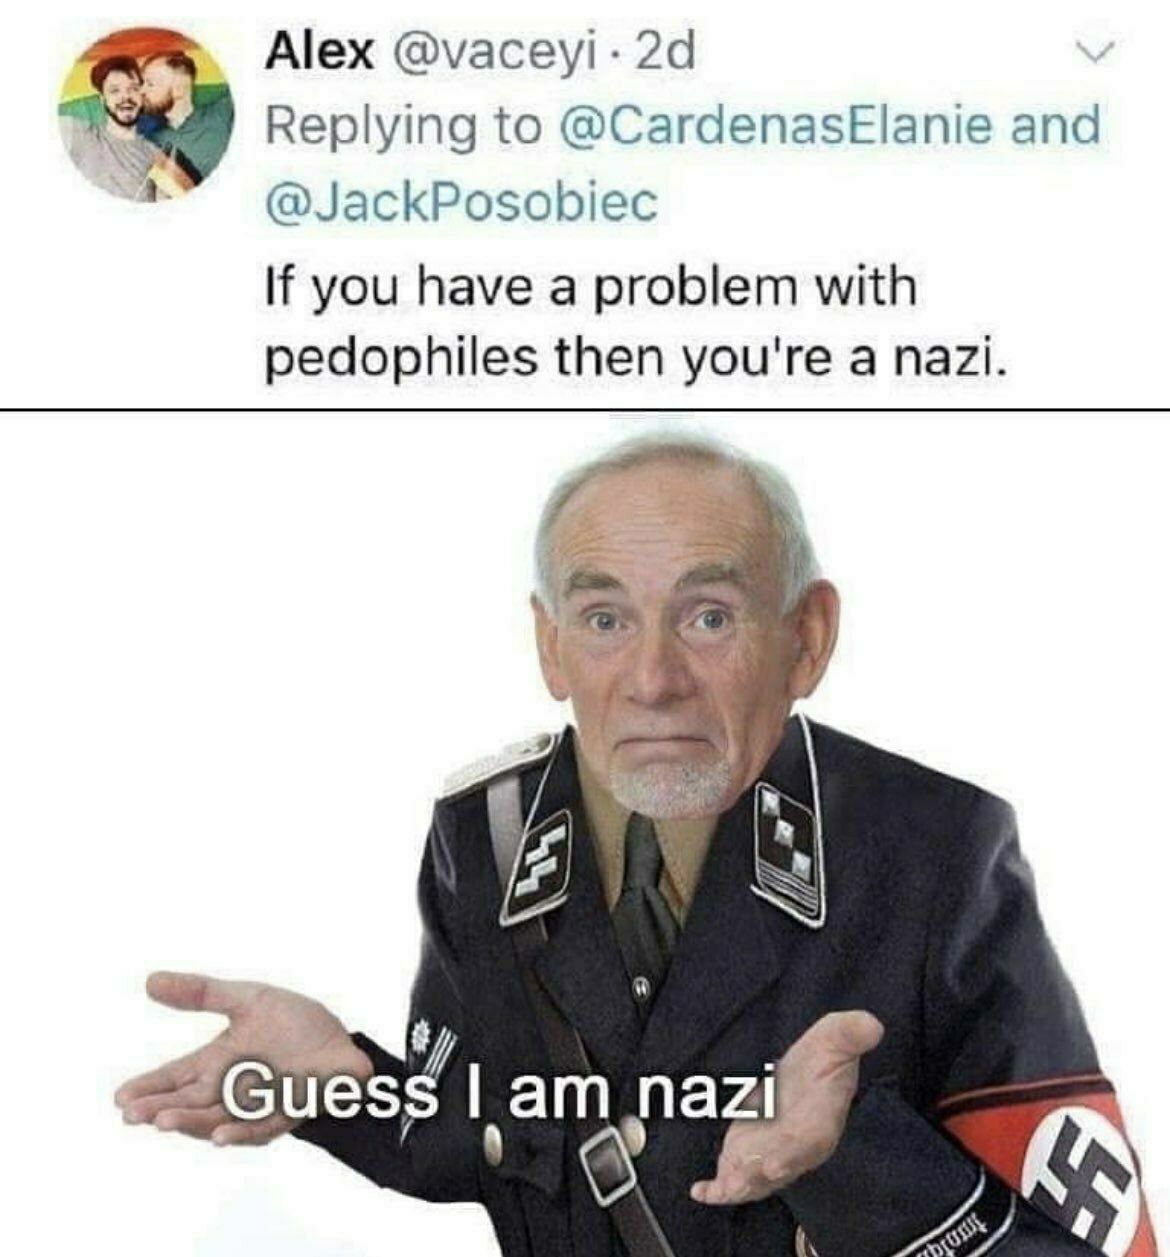 Alex @vaceyi · 2d
Replying to @CardenasElanie and
@JackPosobiec
If you have a problem with
pedophiles then you're a nazi.
Guess I am nazi